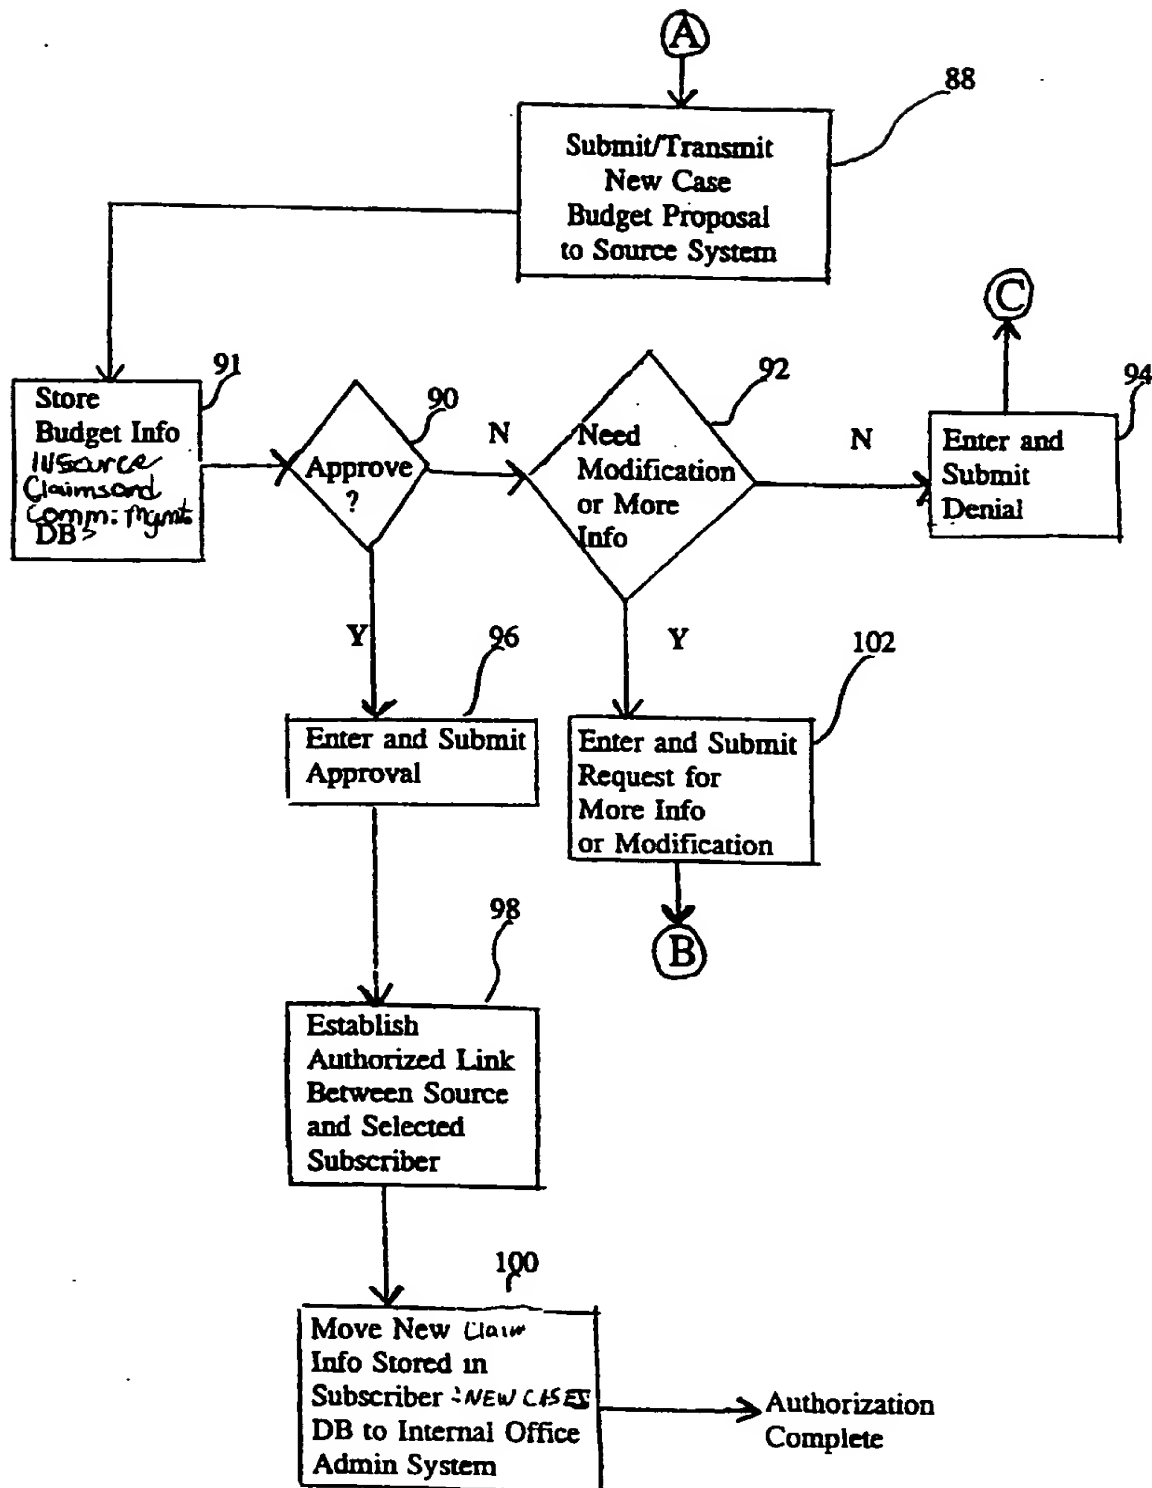 A
88
Submit/Transmit
New Case
Budget Proposal
to Source System
C
91
Store
Budget Info
in Source
Claims and
Comm. Mgmt.
DBs
90
Approve
?
N
92
Need
Modification
or More
Info
N
94
Enter and
Submit
Denial
Y
96
Enter and Submit
Approval
Y
102
Enter and Submit
Request for
More Info
or Modification
B
98
Establish
Authorized Link
Between Source
and Selected
Subscriber
100
Move New Claim
Info Stored in
Subscriber NEW CASES
DB to Internal Office
Admin System
Authorization
Complete